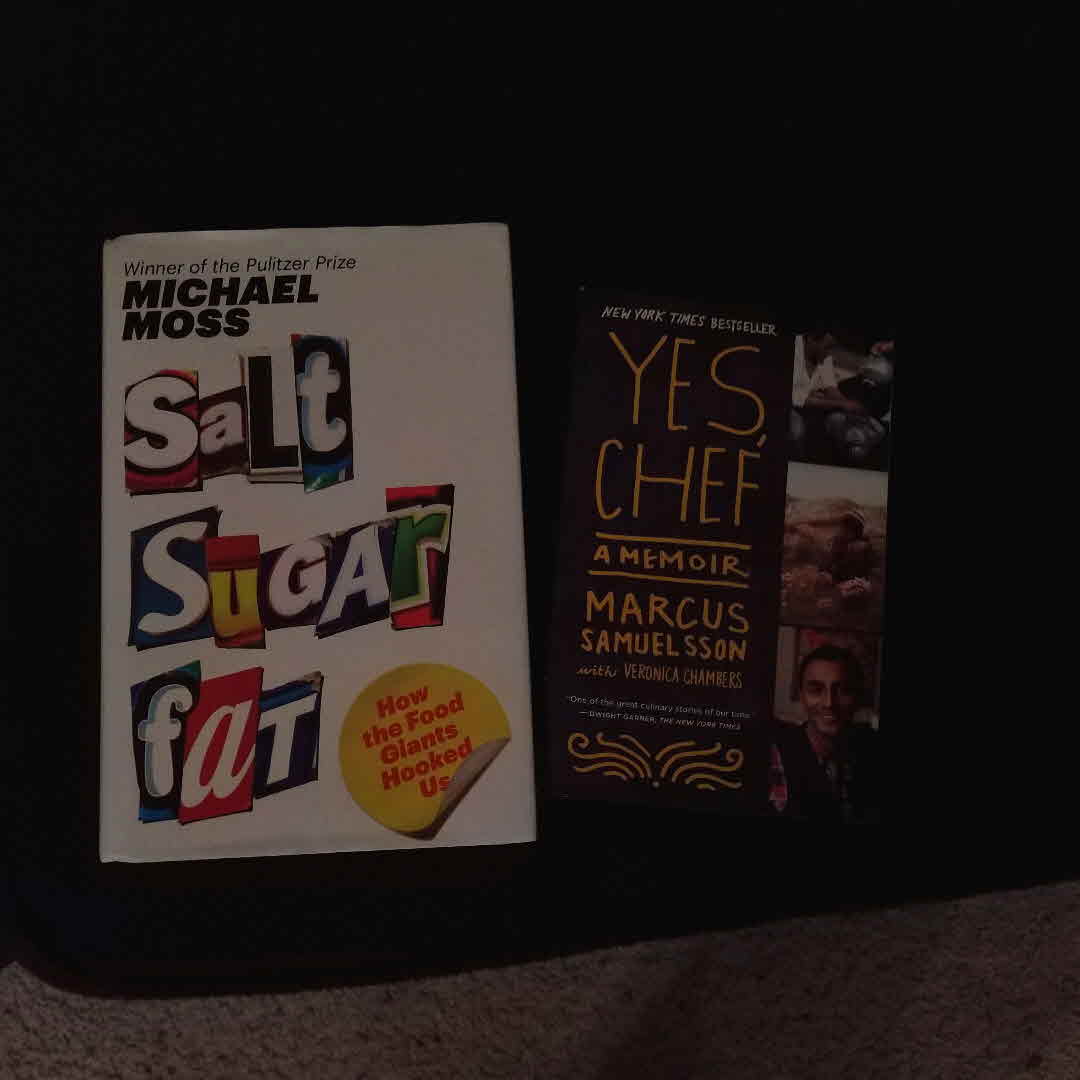 Winner of the Pulitzer Prize
MICHAEL
MOSS
SaLt
SuGAr
faT
How
the Food
Giants
Hooked
Us
NEW YORK TIMES BESTSELLER
YES,
CHEF
A MEMOIR
MARCUS
SAMUELSSON
with VERONICA CHAMBERS
"One of the great culinary stories of our time."
—DWIGHT GARNER, THE NEW YORK TIMES